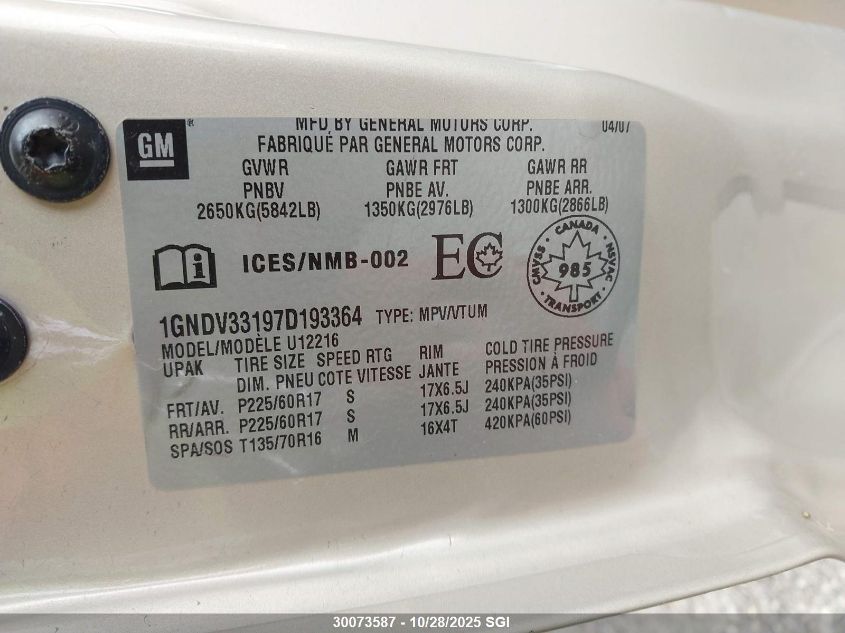 GM
MFD BY GENERAL MOTORS CORP. 04/07
FABRIQUÉ PAR GENERAL MOTORS CORP.
GVWR GAWR FRT GAWR RR
PNBV PNBE AV. PNBE ARR.
2650KG(5842LB) 1350KG(2976LB) 1300KG(2866LB)
i ICES/NMB-002 EC
CANADA
CMVSS 985 NSVAC
TRANSPORT
1GNDV33197D193364 TYPE: MPV/VTUM
MODEL/MODÈLE U12216
UPAK TIRE SIZE SPEED RTG RIM COLD TIRE PRESSURE
DIM. PNEU COTE VITESSE JANTE PRESSION À FROID
FRT/AV. P225/60R17 S 17X6.5J 240KPA(35PSI)
RR/ARR. P225/60R17 S 17X6.5J 240KPA(35PSI)
SPA/SOS T135/70R16 M 16X4T 420KPA(60PSI)
30073587 • 10/28/2025 SGI